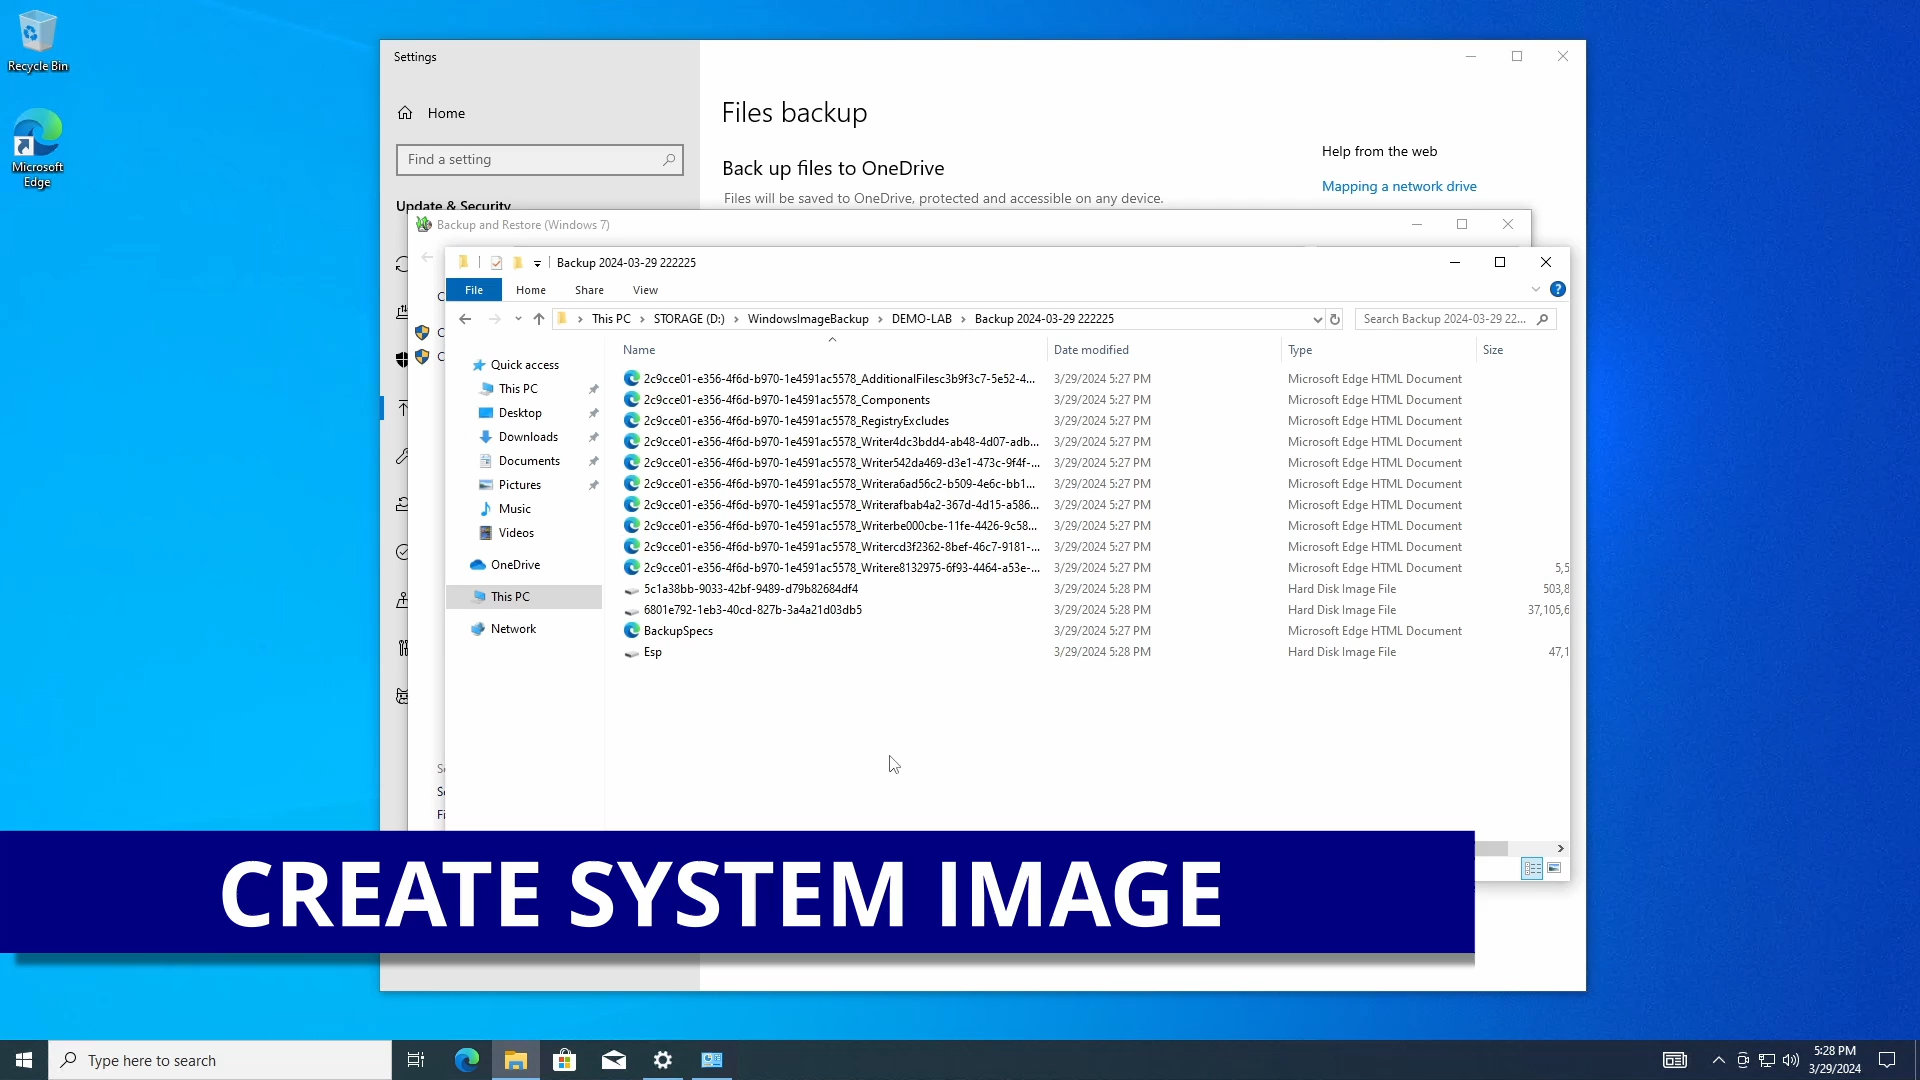 Recycle Bin
Microsoft
Edge
Settings
Home
Find a setting
Update & Security
Files backup
Back up files to OneDrive
Files will be saved to OneDrive, protected and accessible on any device.
Help from the web
Mapping a network drive
Backup and Restore (Windows 7)
Backup 2024-03-29 222225
File Home Share View
This PC › STORAGE (D:) › WindowsImageBackup › DEMO-LAB › Backup 2024-03-29 222225
Search Backup 2024-03-29 22...
Name Date modified Type Size
Quick access
This PC
Desktop
Downloads
Documents
Pictures
Music
Videos
OneDrive
This PC
Network
2c9cce01-e356-4f6d-b970-1e4591ac5578_AdditionalFilesc3b9f3c7-5e52-4... 3/29/2024 5:27 PM Microsoft Edge HTML Document
2c9cce01-e356-4f6d-b970-1e4591ac5578_Components 3/29/2024 5:27 PM Microsoft Edge HTML Document
2c9cce01-e356-4f6d-b970-1e4591ac5578_RegistryExcludes 3/29/2024 5:27 PM Microsoft Edge HTML Document
2c9cce01-e356-4f6d-b970-1e4591ac5578_Writer4dc3bdd4-ab48-4d07-adb... 3/29/2024 5:27 PM Microsoft Edge HTML Document
2c9cce01-e356-4f6d-b970-1e4591ac5578_Writer542da469-d3e1-473c-9f4f-... 3/29/2024 5:27 PM Microsoft Edge HTML Document
2c9cce01-e356-4f6d-b970-1e4591ac5578_Writera6ad56c2-b509-4e6c-bb1... 3/29/2024 5:27 PM Microsoft Edge HTML Document
2c9cce01-e356-4f6d-b970-1e4591ac5578_Writerafbab4a2-367d-4d15-a586... 3/29/2024 5:27 PM Microsoft Edge HTML Document
2c9cce01-e356-4f6d-b970-1e4591ac5578_Writerbe000cbe-11fe-4426-9c58... 3/29/2024 5:27 PM Microsoft Edge HTML Document
2c9cce01-e356-4f6d-b970-1e4591ac5578_Writercd3f2362-8bef-46c7-9181-... 3/29/2024 5:27 PM Microsoft Edge HTML Document
2c9cce01-e356-4f6d-b970-1e4591ac5578_Writere8132975-6f93-4464-a53e-... 3/29/2024 5:27 PM Microsoft Edge HTML Document 5,5
5c1a38bb-9033-42bf-9489-d79b82684df4 3/29/2024 5:28 PM Hard Disk Image File 503,8
6801e792-1eb3-40cd-827b-3a4a21d03db5 3/29/2024 5:28 PM Hard Disk Image File 37,105,6
BackupSpecs 3/29/2024 5:27 PM Microsoft Edge HTML Document
Esp 3/29/2024 5:28 PM Hard Disk Image File 47,1
CREATE SYSTEM IMAGE
Type here to search
5:28 PM
3/29/2024